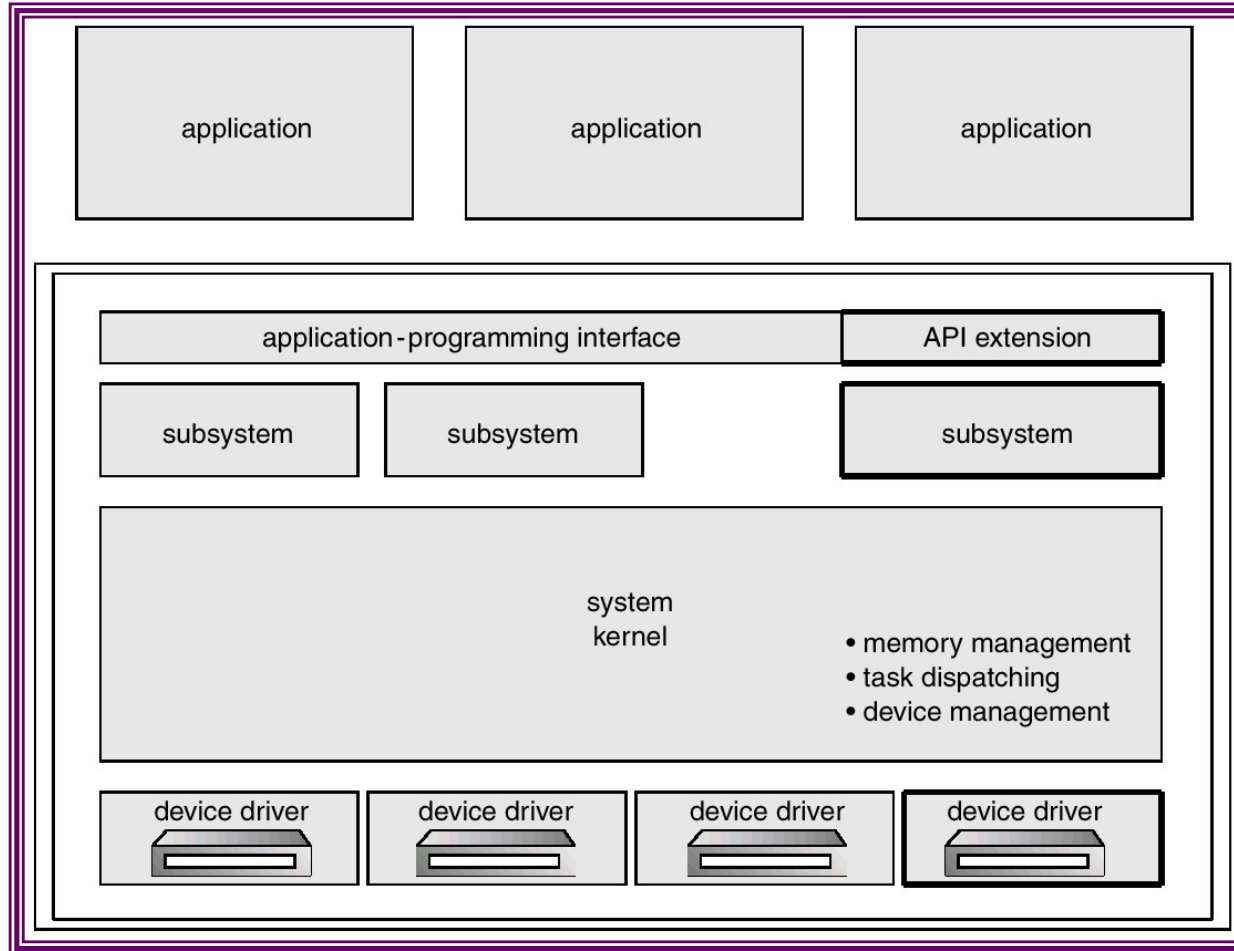 application
application
application
application-programming interface
API extension
subsystem
subsystem
subsystem
system
kernel
• memory management
• task dispatching
• device management
device driver
device driver
device driver
device driver